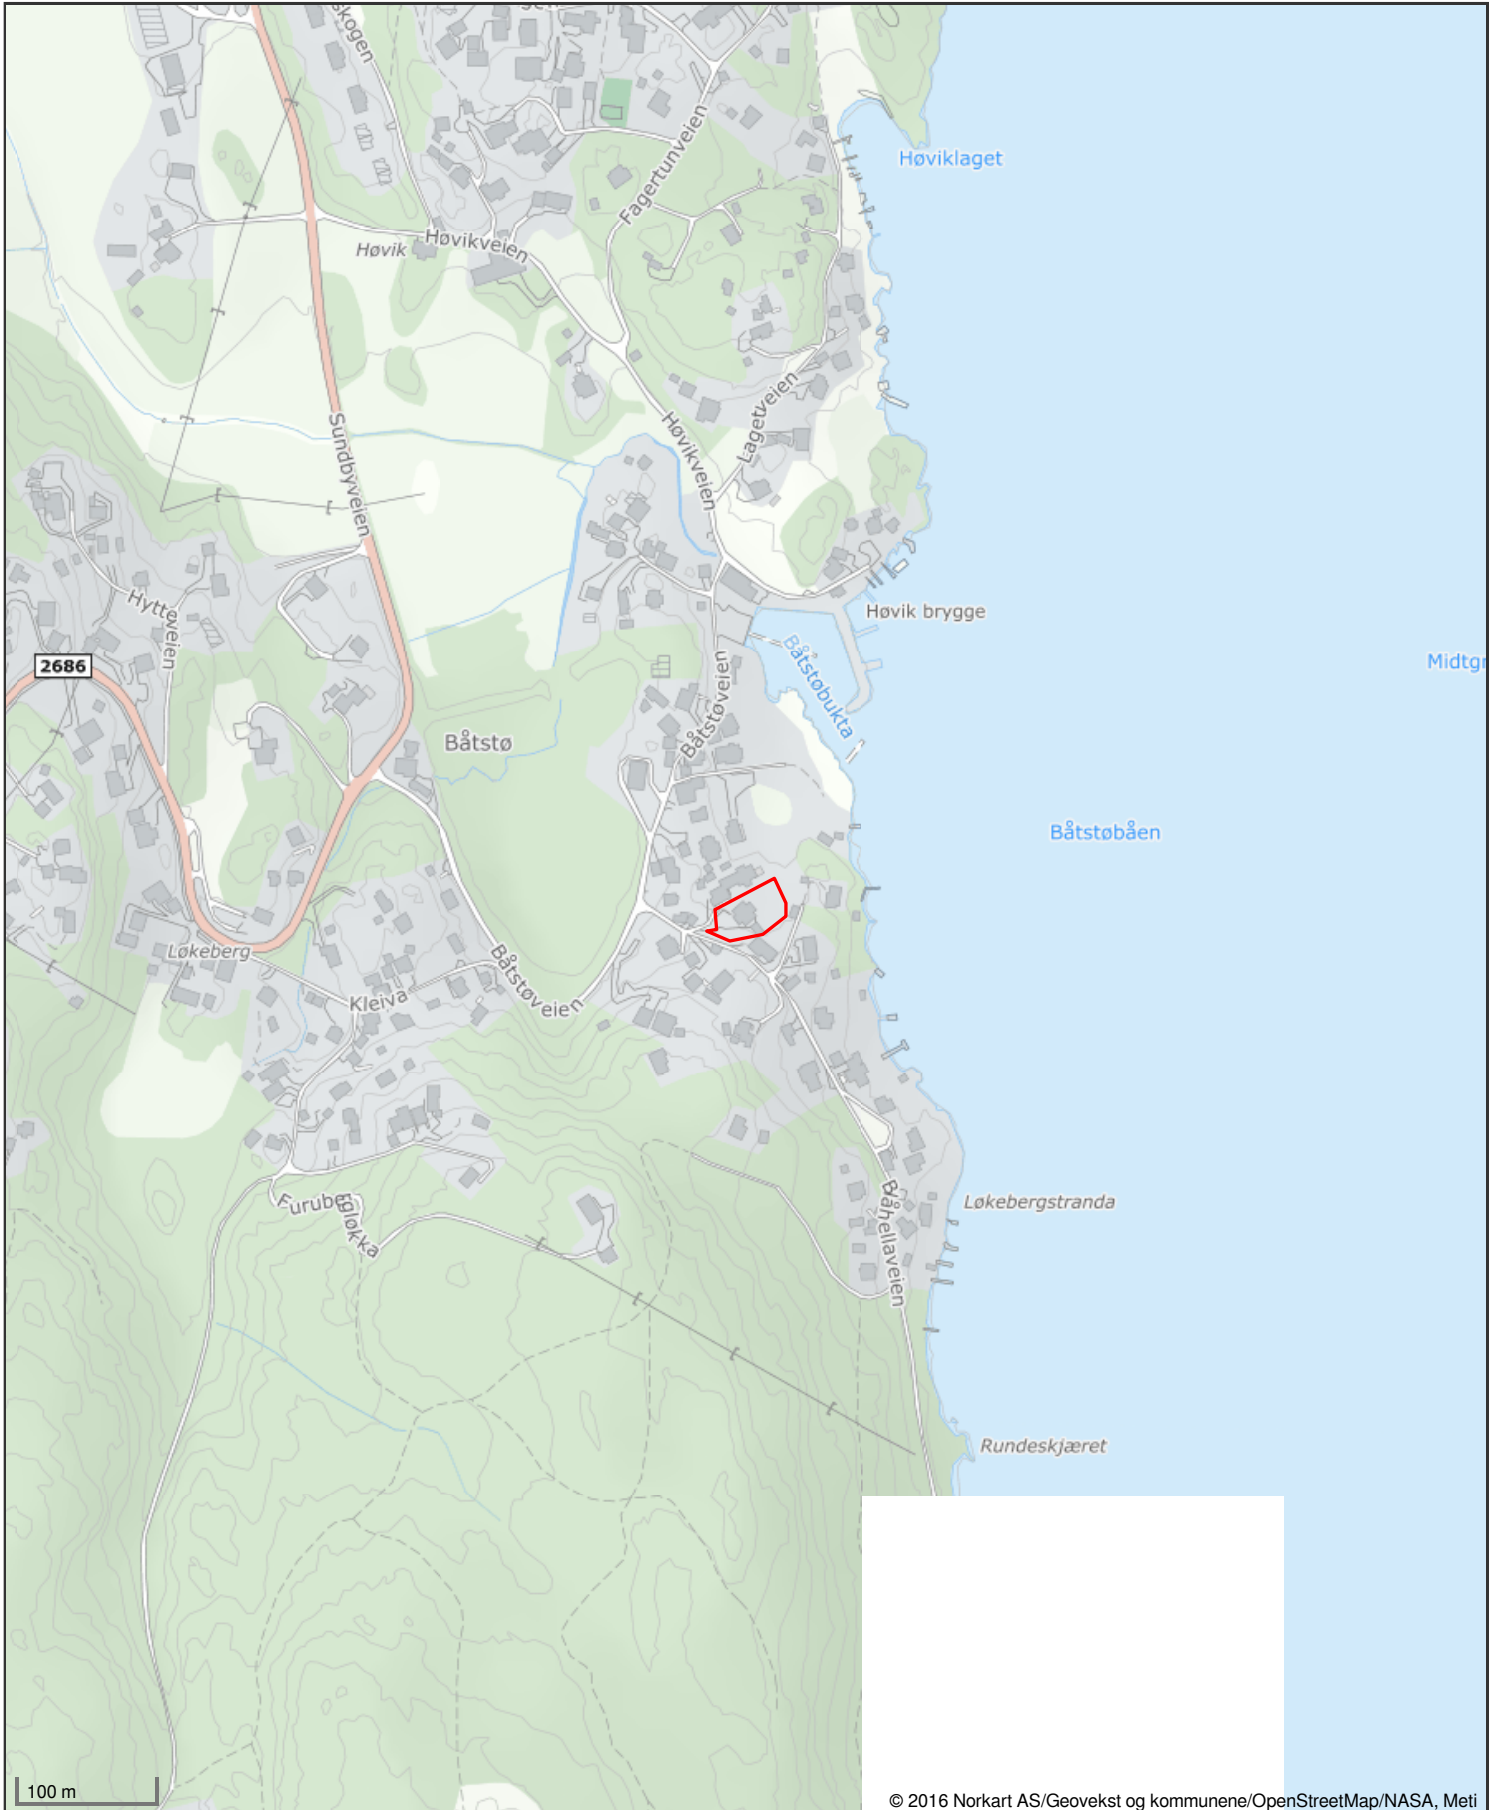 skogen
Høviklaget
Fagertunveien
Høvikveien
Høvik
Lagetveien
Høvikveien
Sundbyveien
Hytteveien
Høvik brygge
Båtstøbukta
2686
Midtgr
Båtstøveien
Båtstø
Båtstøbåen
Løkeberg
Båtstøveien
Kleiva
Furubergløkka
Løkebergstranda
Båhellaveien
Rundeskjæret
100 m
© 2016 Norkart AS/Geovekst og kommunene/OpenStreetMap/NASA, Meti